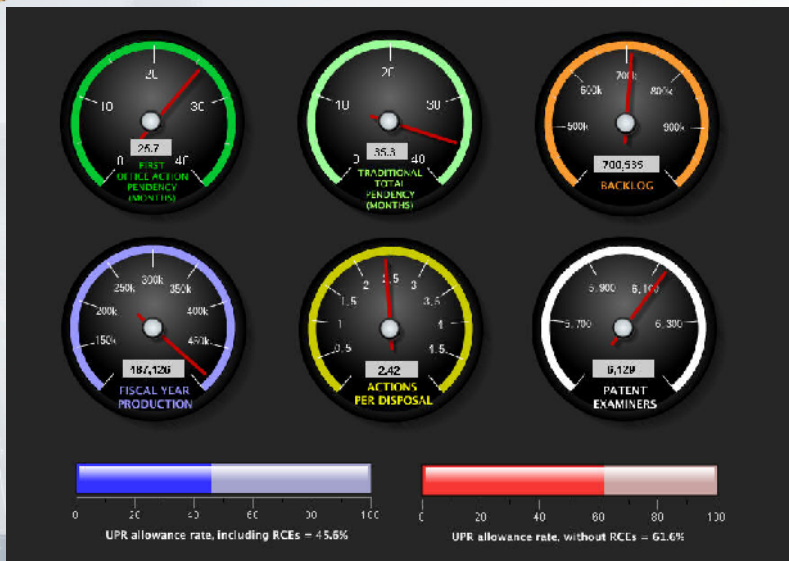 20
10
30
0
40
25.7
FIRST
OFFICE ACTION
PENDENCY
(MONTHS)
20
10
30
0
40
35.3
TRADITIONAL
TOTAL
PENDENCY
(MONTHS)
700k
600k
800k
500k
900k
700,535
BACKLOG
300k
250k
350k
200k
400k
150k
450k
487,126
FISCAL YEAR
PRODUCTION
2,5
2
3
1,5
3,5
1
4
0,5
4,5
2.42
ACTIONS
PER DISPOSAL
5,900
6,100
5,700
6,300
6,129
PATENT
EXAMINERS
0 20 40 60 80 100
UPR allowance rate, including RCEs = 45.6%
0 20 40 60 80 100
UPR allowance rate, without RCEs = 61.6%